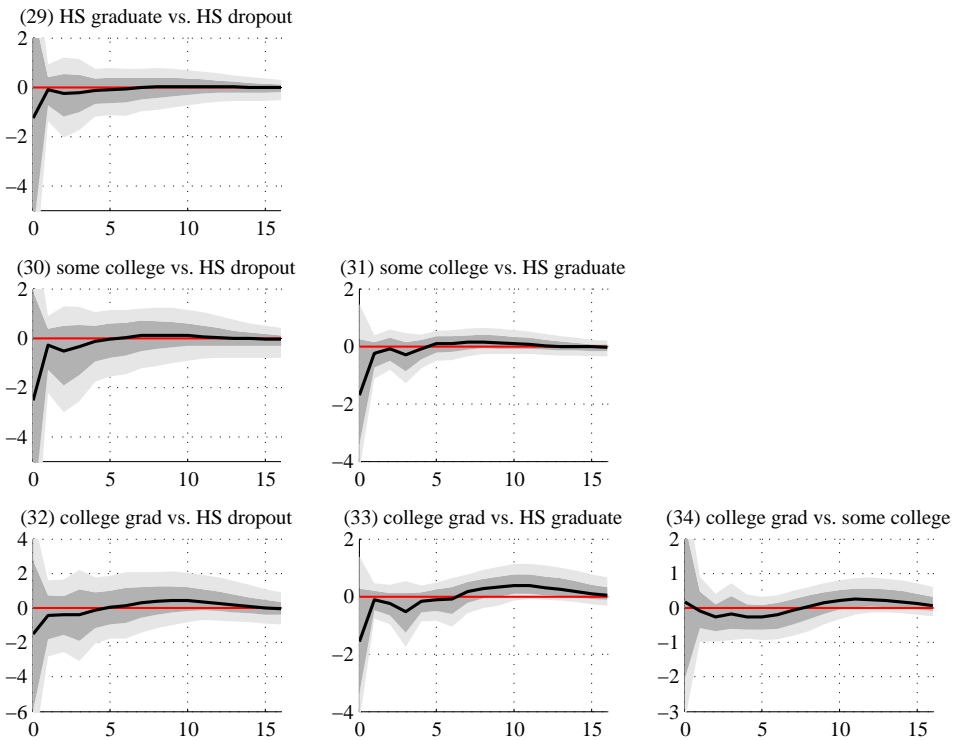 (29) HS graduate vs. HS dropout
2
0
−2
−4
0 5 10 15
(30) some college vs. HS dropout
2
0
−2
−4
0 5 10 15
(31) some college vs. HS graduate
2
0
−2
−4
0 5 10 15
(32) college grad vs. HS dropout
4
2
0
−2
−4
−6
0 5 10 15
(33) college grad vs. HS graduate
2
0
−2
−4
0 5 10 15
(34) college grad vs. some college
2
1
0
−1
−2
−3
0 5 10 15